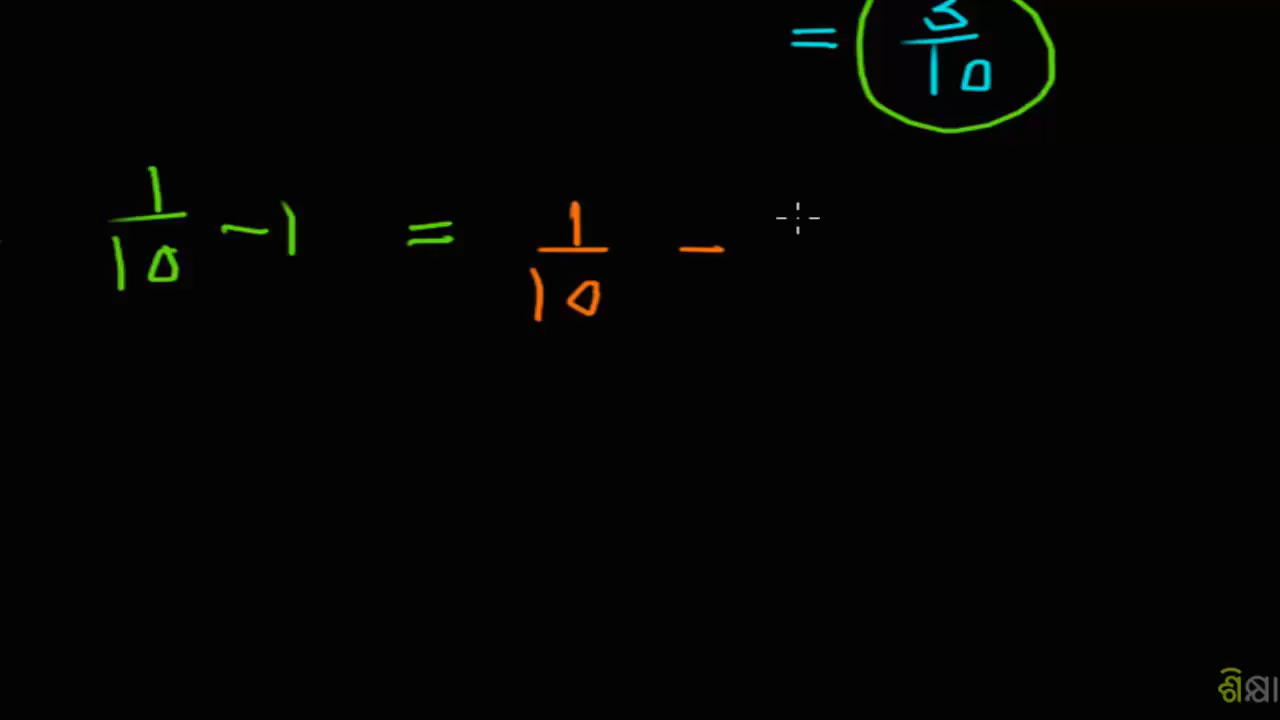 = 3/10
1/10 - 1 = 1/10 -
ଶିକ୍ଷା